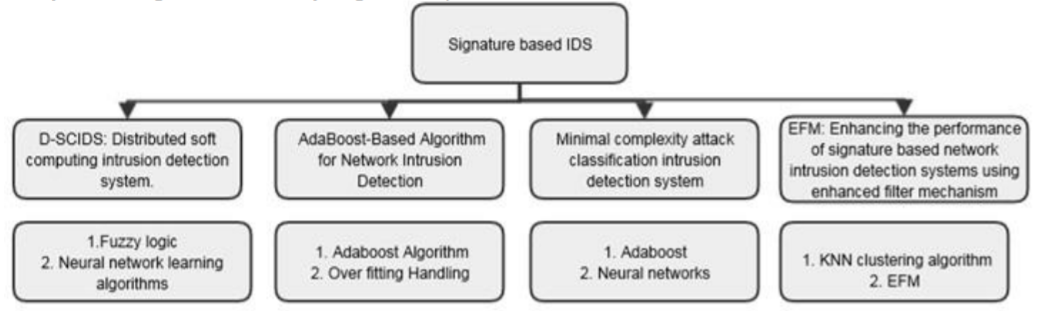 Signature based IDS
D-SCIDS: Distributed soft
computing intrusion detection
system.
AdaBoost-Based Algorithm
for Network Intrusion
Detection
Minimal complexity attack
classification intrusion
detection system
EFM: Enhancing the performance
of signature based network
intrusion detection systems using
enhanced filter mechanism
1.Fuzzy logic
2. Neural network learning
algorithms
1. Adaboost Algorithm
2. Over fitting Handling
1. Adaboost
2. Neural networks
1. KNN clustering algorithm
2. EFM